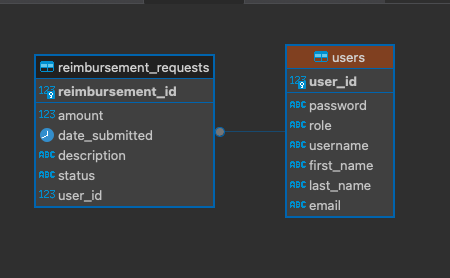 reimbursement_requests
123 reimbursement_id
123 amount
date_submitted
ABC description
ABC status
123 user_id
users
123 user_id
ABC password
ABC role
ABC username
ABC first_name
ABC last_name
ABC email